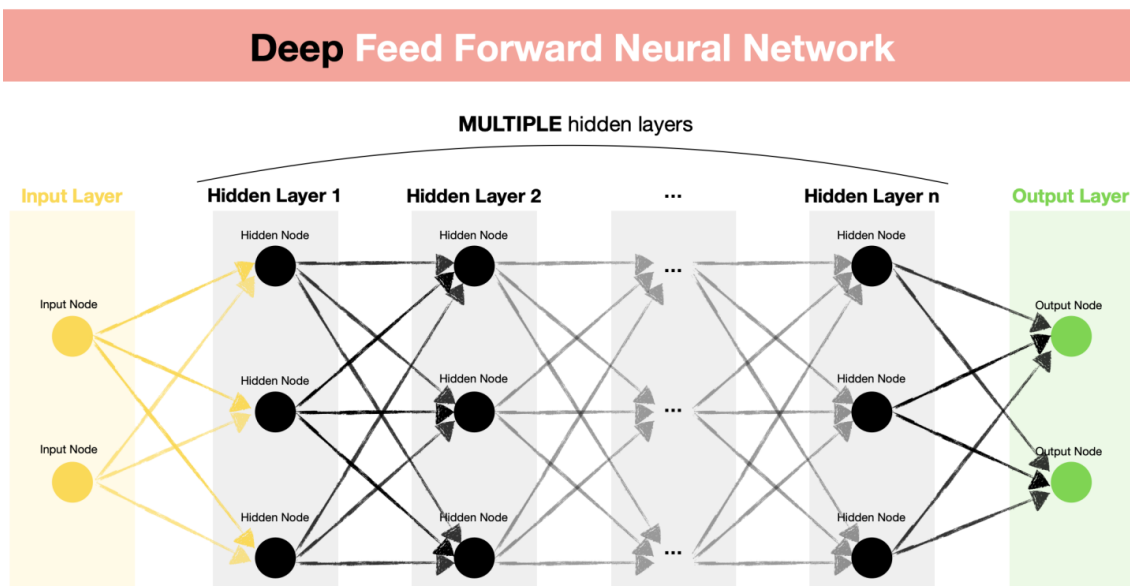 Deep Feed Forward Neural Network
MULTIPLE hidden layers
Input Layer
Hidden Layer 1
Hidden Layer 2
...
Hidden Layer n
Output Layer
Hidden Node
Hidden Node
Hidden Node
Input Node
Output Node
...
Hidden Node
Hidden Node
Hidden Node
...
Input Node
Output Node
Hidden Node
Hidden Node
Hidden Node
...